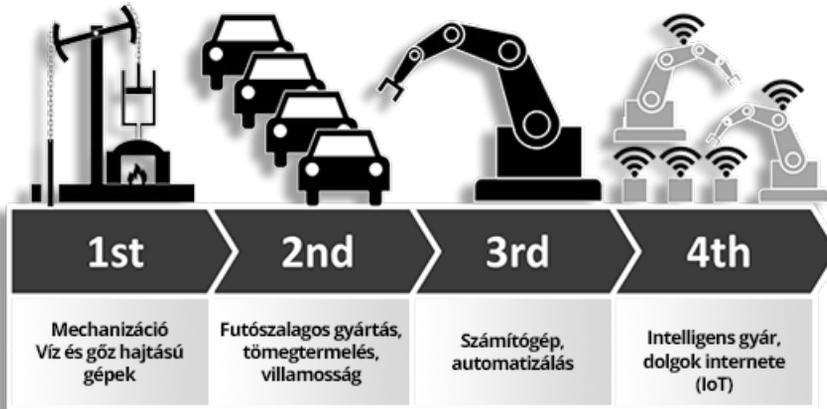 1st
2nd
3rd
4th
Mechanizáció
Víz és gőz hajtású
gépek
Futószalagos gyártás,
tömegtermelés,
villamosság
Számítógép,
automatizálás
Intelligens gyár,
dolgok internete
(IoT)